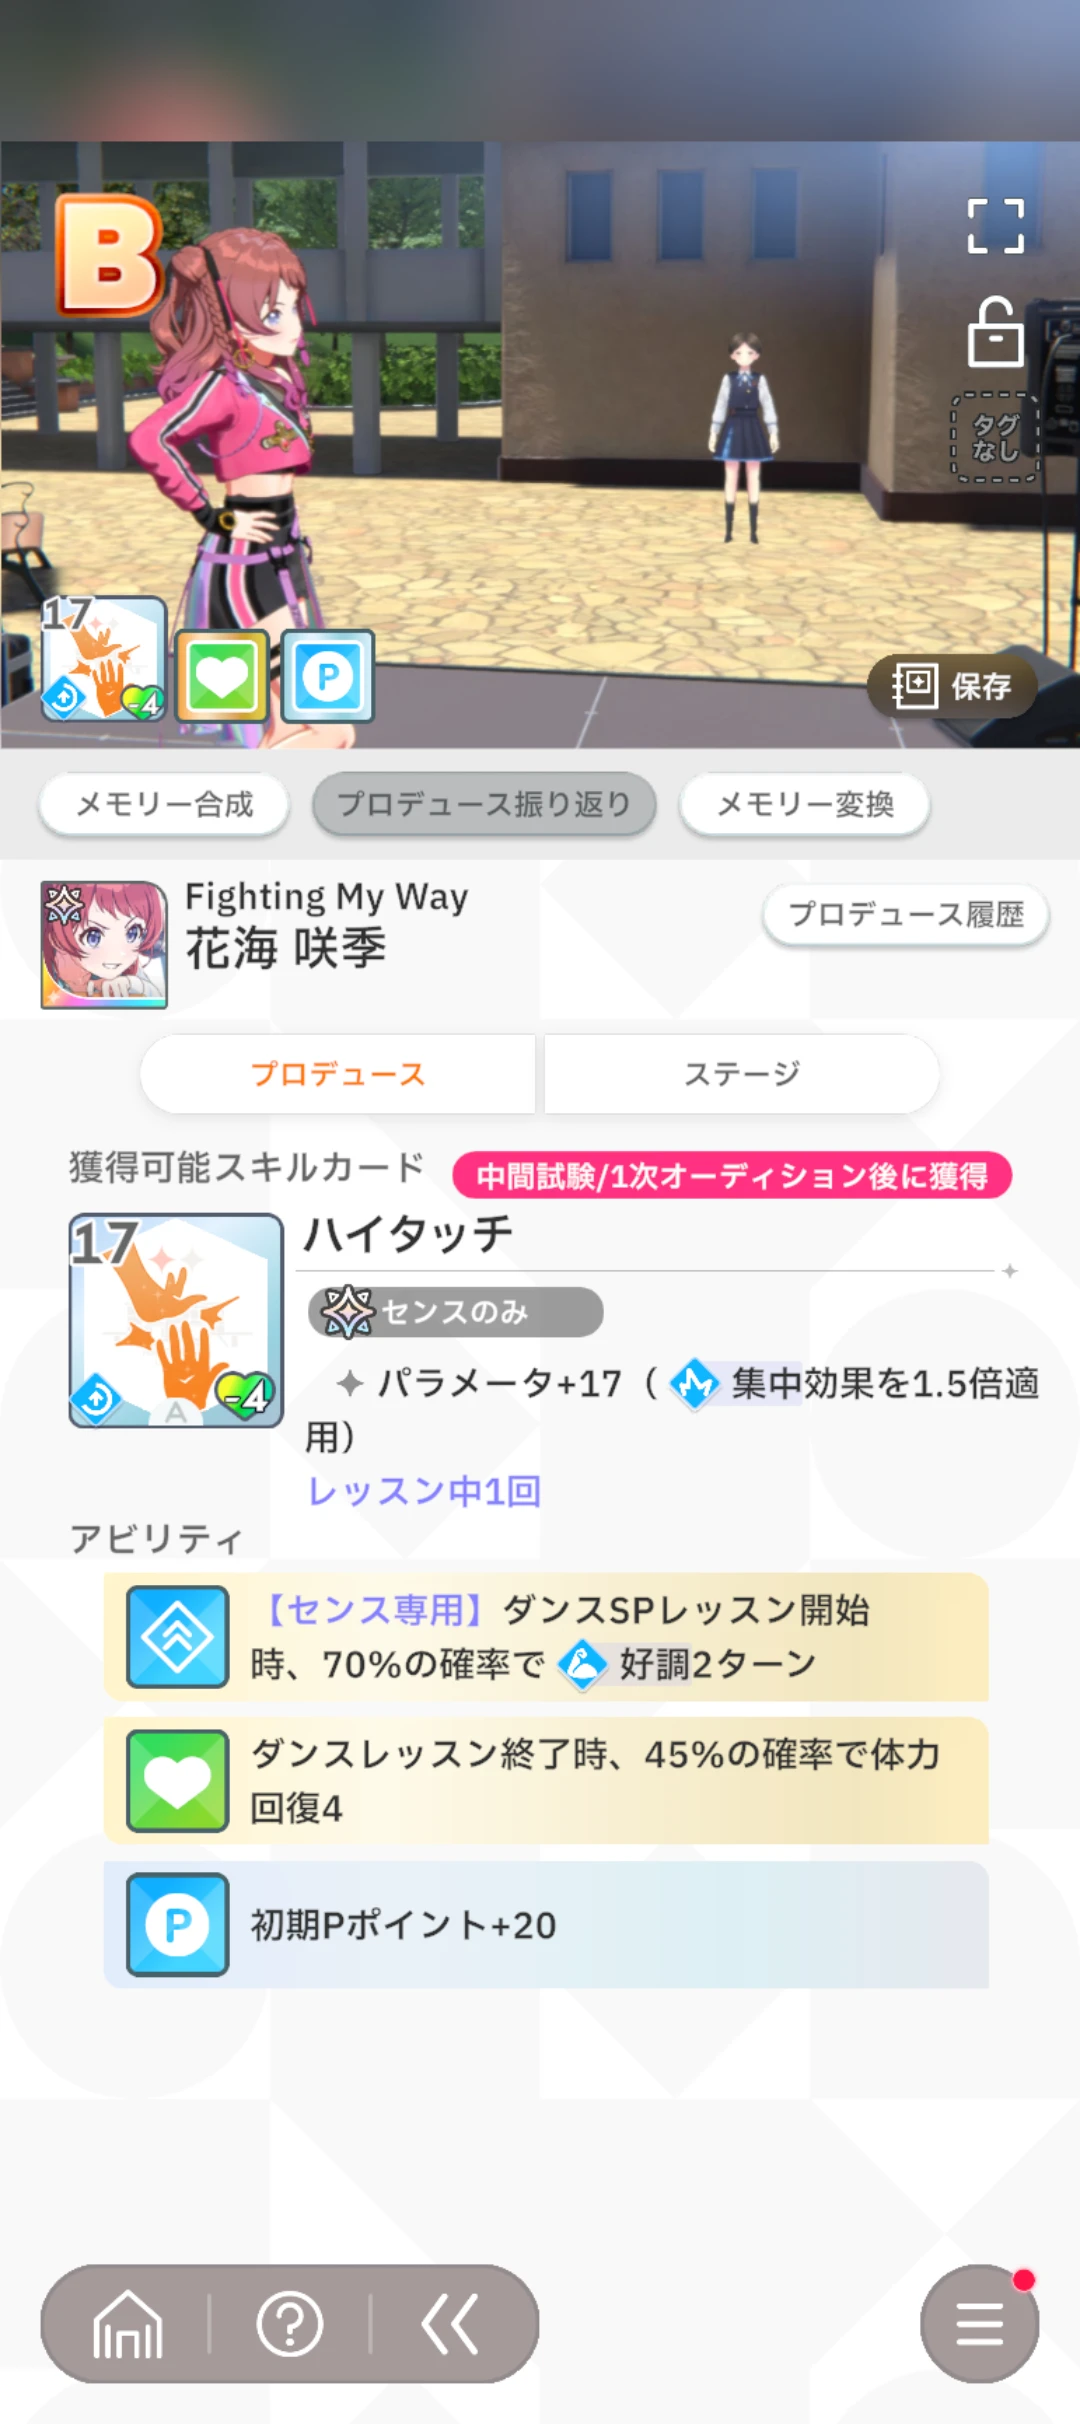 B
タグ
なし
17
-4
P
保存
メモリー合成
プロデュース振り返り
メモリー変換
Fighting My Way
花海 咲季
プロデュース履歴
プロデュース
ステージ
獲得可能スキルカード
中間試験/1次オーディション後に獲得
17
A
-4
ハイタッチ
センスのみ
パラメータ+17（ 集中効果を1.5倍適
用）
レッスン中1回
アビリティ
【センス専用】ダンスSPレッスン開始
時、70%の確率で 好調2ターン
ダンスレッスン終了時、45%の確率で体力
回復4
P
初期Pポイント+20
?